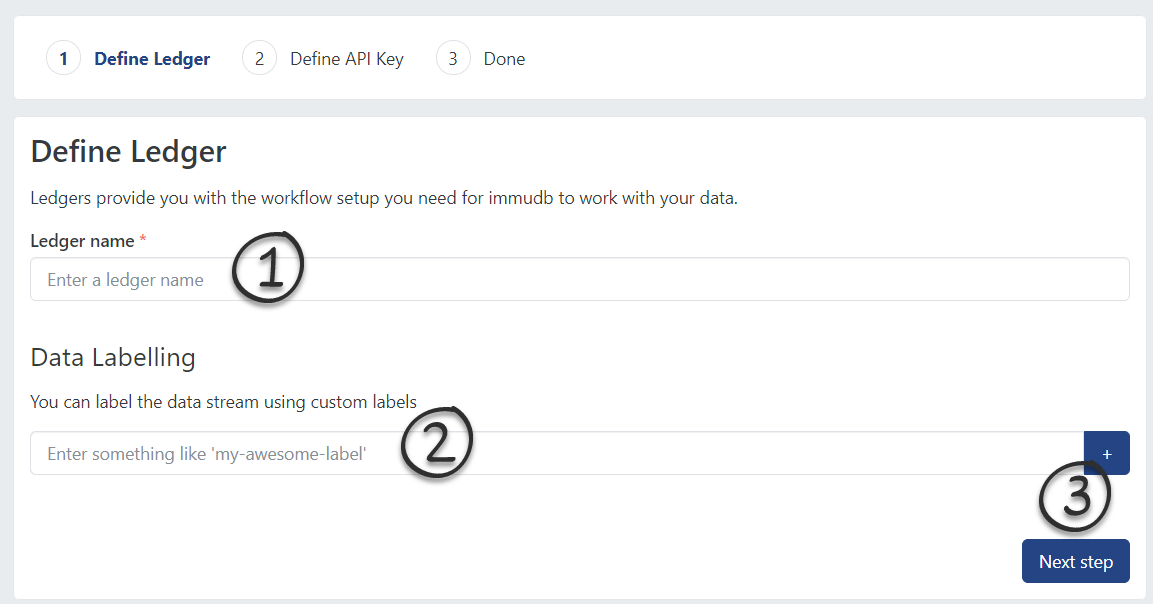 1 Define Ledger 2 Define API Key 3 Done
Define Ledger
Ledgers provide you with the workflow setup you need for immudb to work with your data.
Ledger name *
Enter a ledger name
1
Data Labelling
You can label the data stream using custom labels
Enter something like 'my-awesome-label' +
2
3
Next step